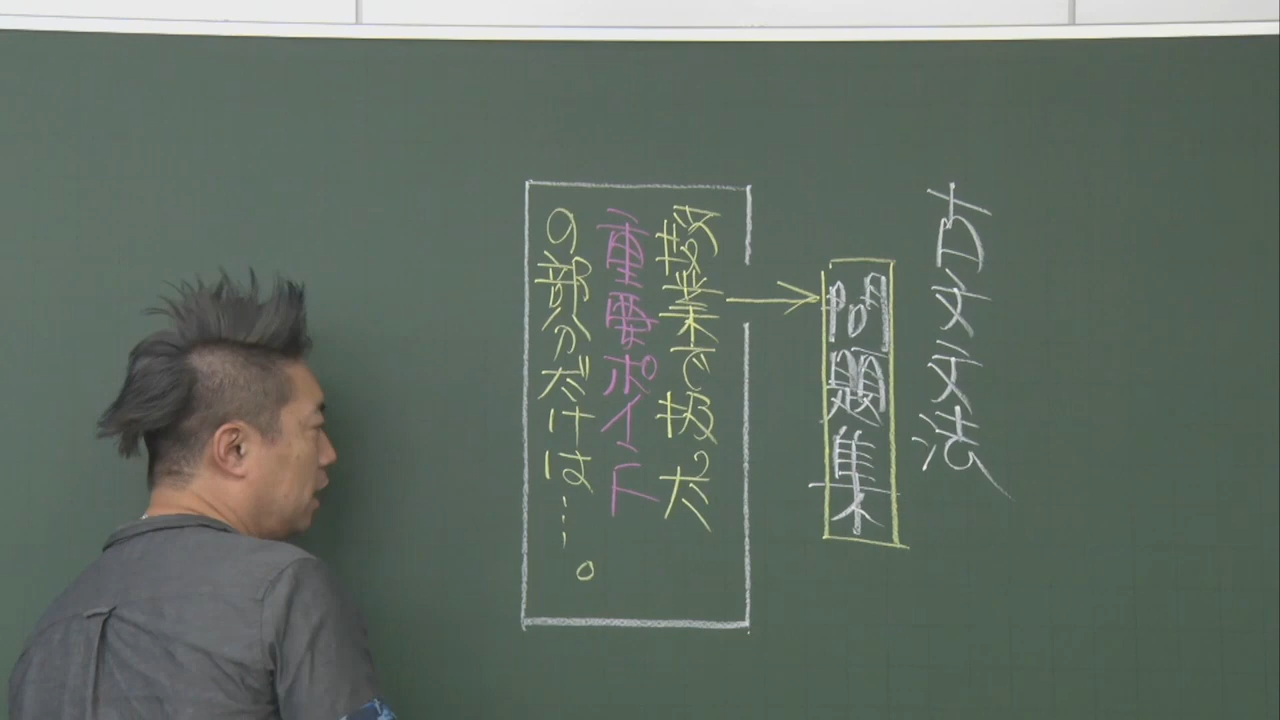 古文文法
問題集
授業で扱った
重要ポイント
の部分だけは…。